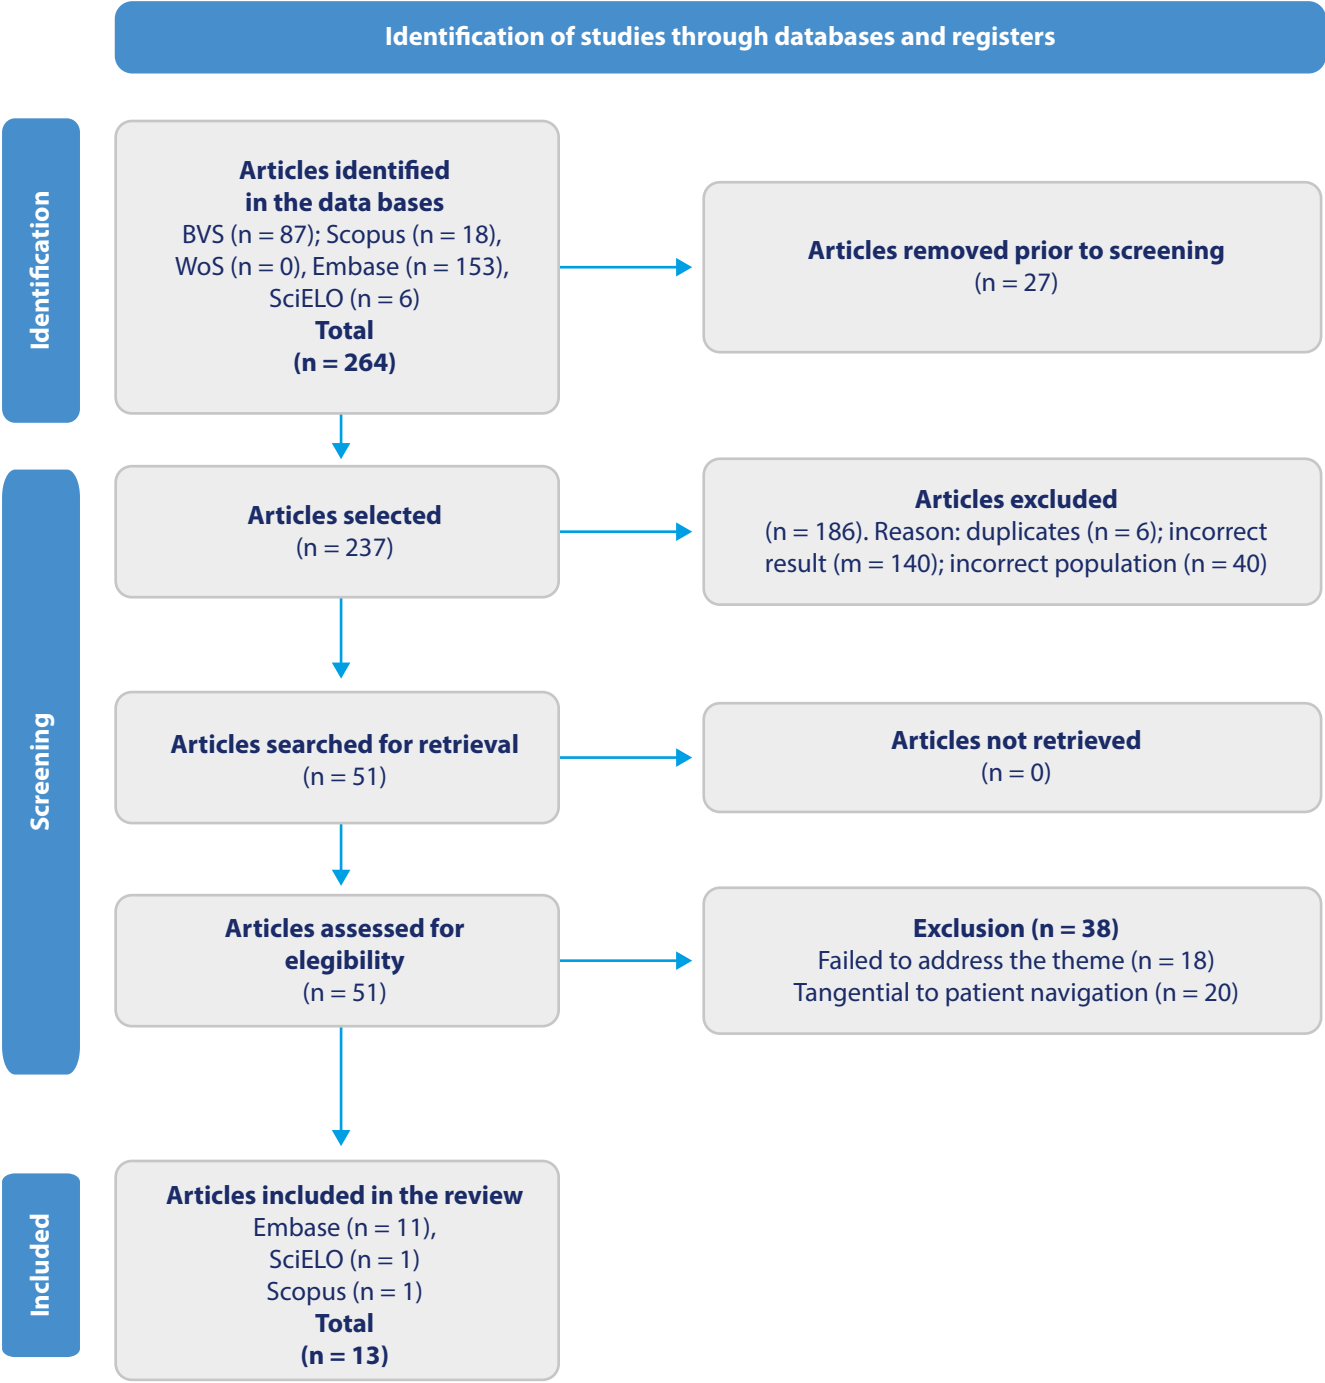 Identification of studies through databases and registers
Identification
Articles identified
in the data bases
BVS (n = 87); Scopus (n = 18),
WoS (n = 0), Embase (n = 153),
SciELO (n = 6)
Total
(n = 264)
Articles removed prior to screening
(n = 27)
Screening
Articles selected
(n = 237)
Articles excluded
(n = 186). Reason: duplicates (n = 6); incorrect
result (m = 140); incorrect population (n = 40)
Articles searched for retrieval
(n = 51)
Articles not retrieved
(n = 0)
Articles assessed for
elegibility
(n = 51)
Exclusion (n = 38)
Failed to address the theme (n = 18)
Tangential to patient navigation (n = 20)
Included
Articles included in the review
Embase (n = 11),
SciELO (n = 1)
Scopus (n = 1)
Total
(n = 13)